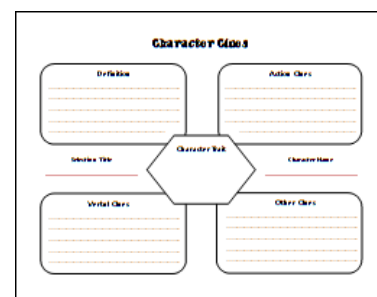 Character Clues
Definition
Action Clues
Character Trait
Selection Title
Character Name
Verbal Clues
Other Clues